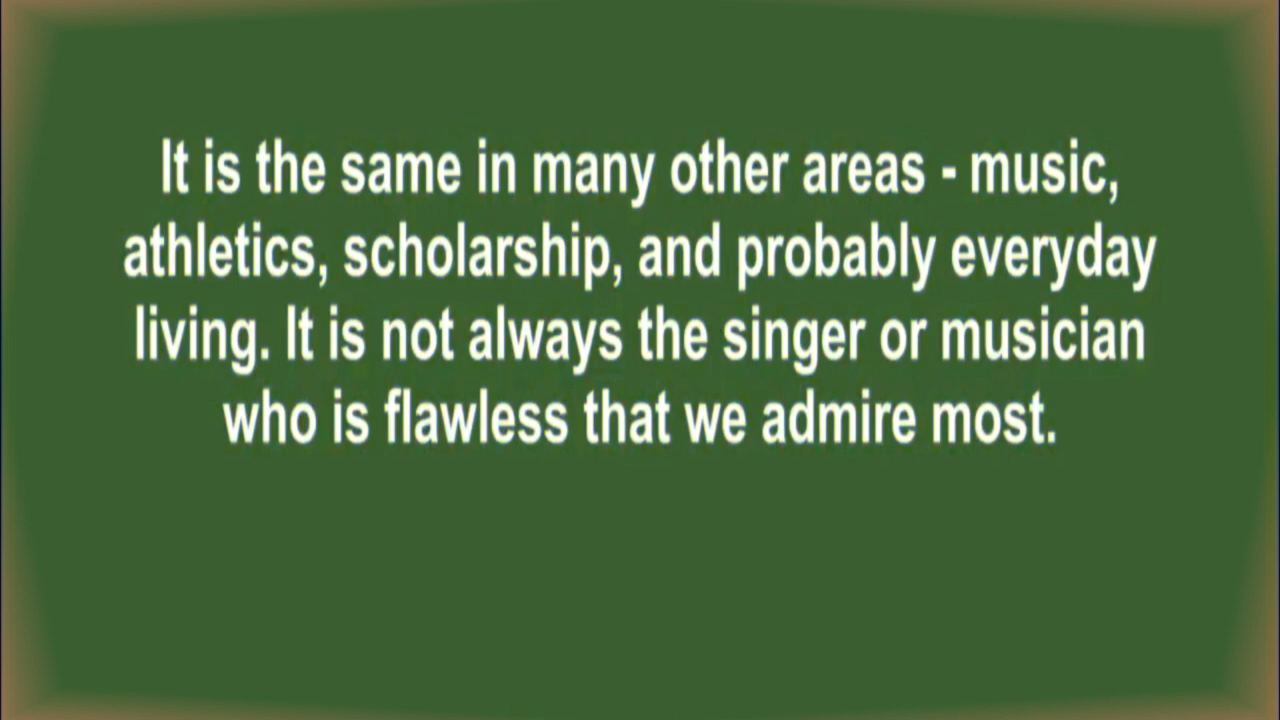 It is the same in many other areas - music,
athletics, scholarship, and probably everyday
living. It is not always the singer or musician
who is flawless that we admire most.